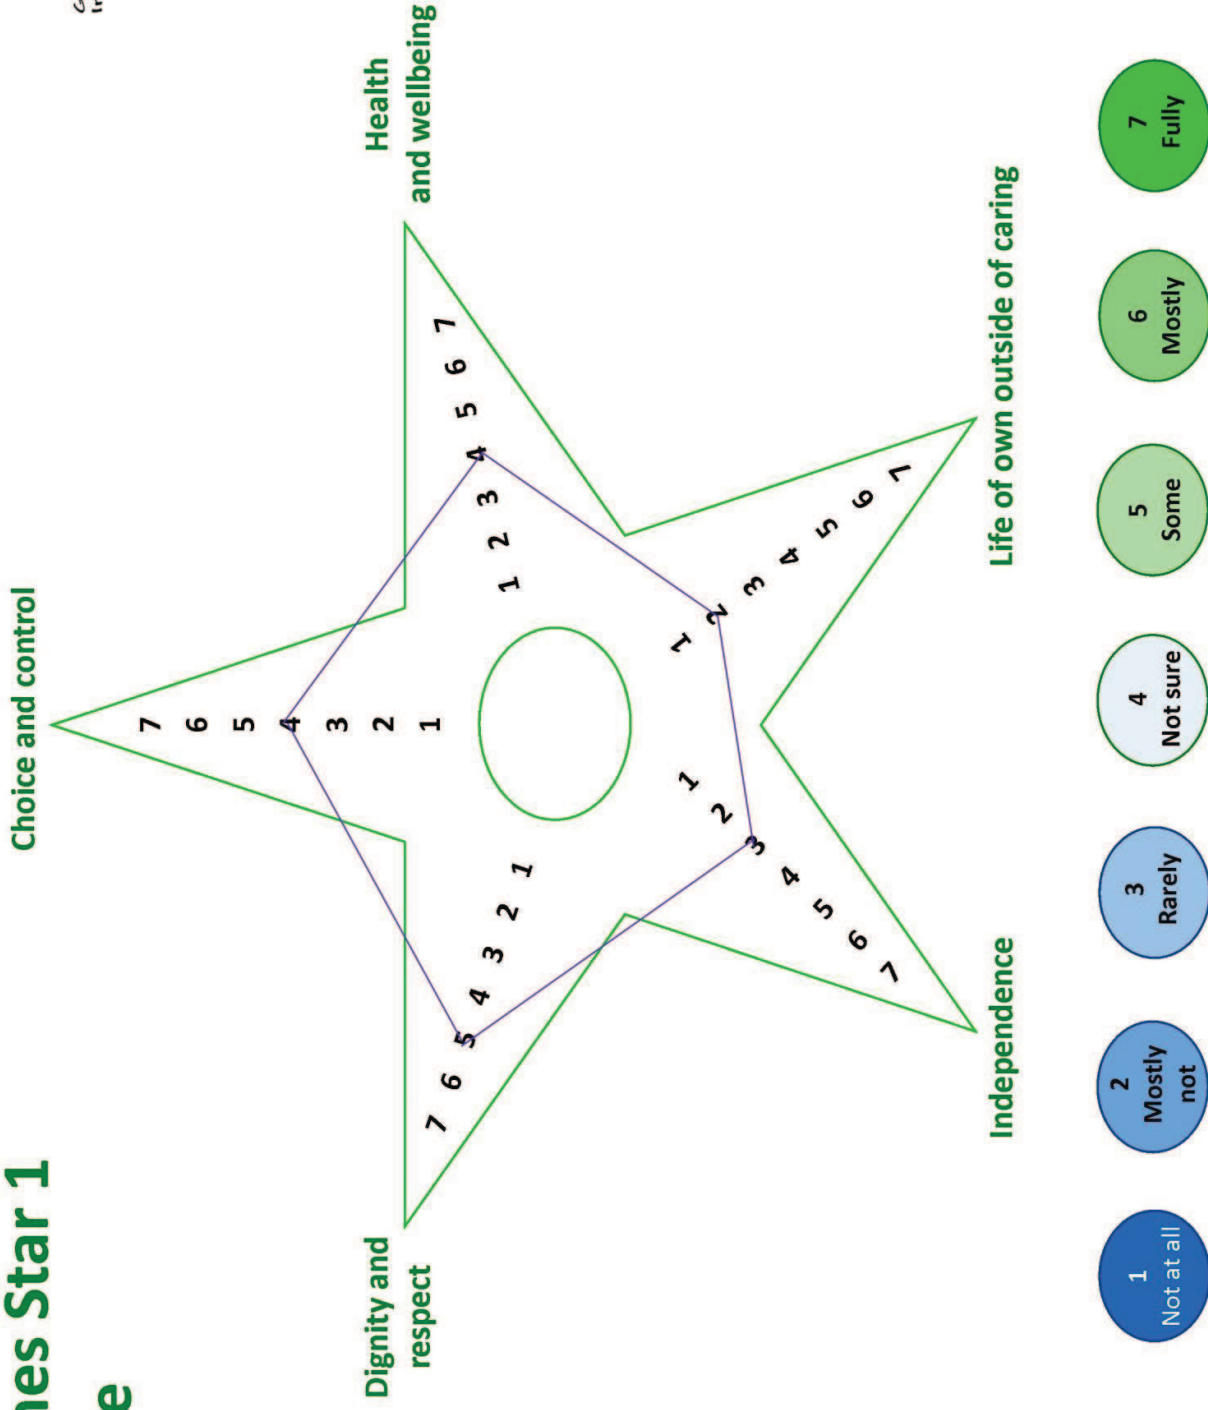 nes Star 1
e
Choice and control
7
6
5
4
3
2
1
Dignity and
respect
7 6 5 4 3 2 1
Health
and wellbeing
1 2 3 4 5 6 7
Independence
1
2
3
4
5
6
7
Life of own outside of caring
1
2
3
4
5
6
7
1
Not at all
2
Mostly
not
3
Rarely
4
Not sure
5
Some
6
Mostly
7
Fully